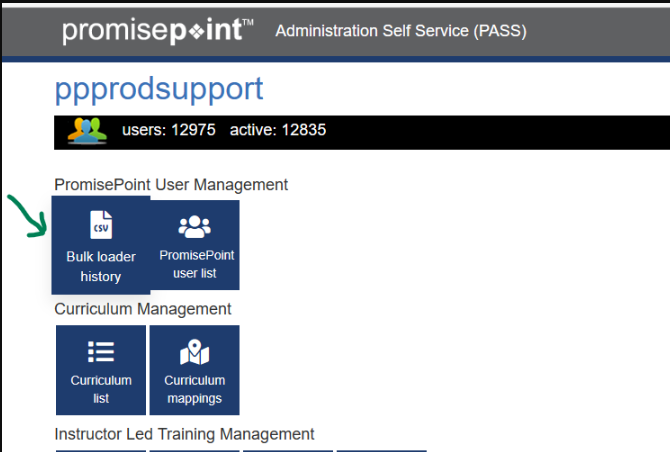 promisepoint™ Administration Self Service (PASS)
ppprodsupport
users: 12975 active: 12835
PromisePoint User Management
CSV
Bulk loader
history
PromisePoint
user list
Curriculum Management
Curriculum
list
Curriculum
mappings
Instructor Led Training Management